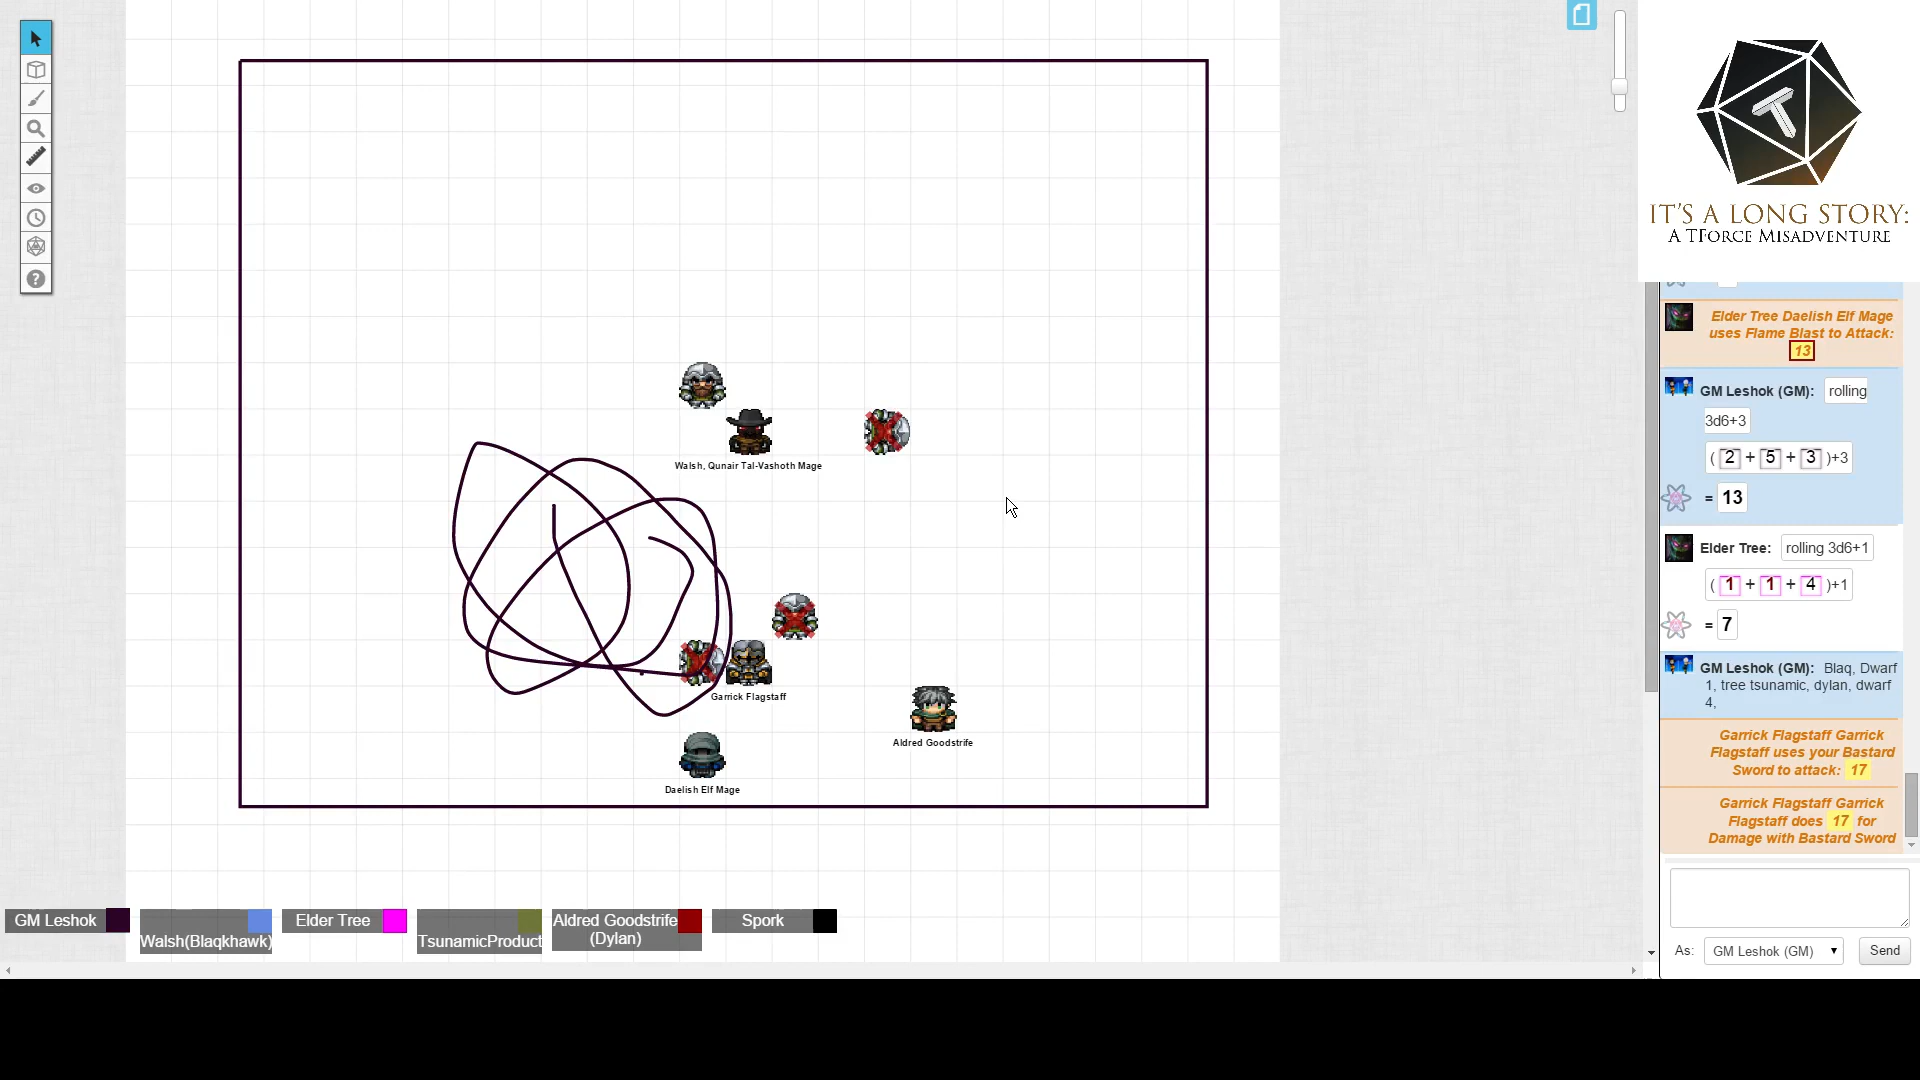 IT'S A LONG STORY:
A TFORCE MISADVENTURE
Elder Tree Daelish Elf Mage
uses Flame Blast to Attack:
13
GM Leshok (GM): rolling
3d6+3
( 2 + 5 + 3 )+3
= 13
Elder Tree: rolling 3d6+1
( 1 + 1 + 4 )+1
= 7
GM Leshok (GM): Blaq, Dwarf
1, tree tsunamic, dylan, dwarf
4,
Garrick Flagstaff Garrick
Flagstaff uses your Bastard
Sword to attack: 17
Garrick Flagstaff Garrick
Flagstaff does 17 for
Damage with Bastard Sword
As: GM Leshok (GM) Send
Walsh, Qunair Tal-Vashoth Mage
Garrick Flagstaff
Aldred Goodstrife
Daelish Elf Mage
GM Leshok
Walsh(Blaqkhawk)
Elder Tree
TsunamicProduct
Aldred Goodstrife
(Dylan)
Spork